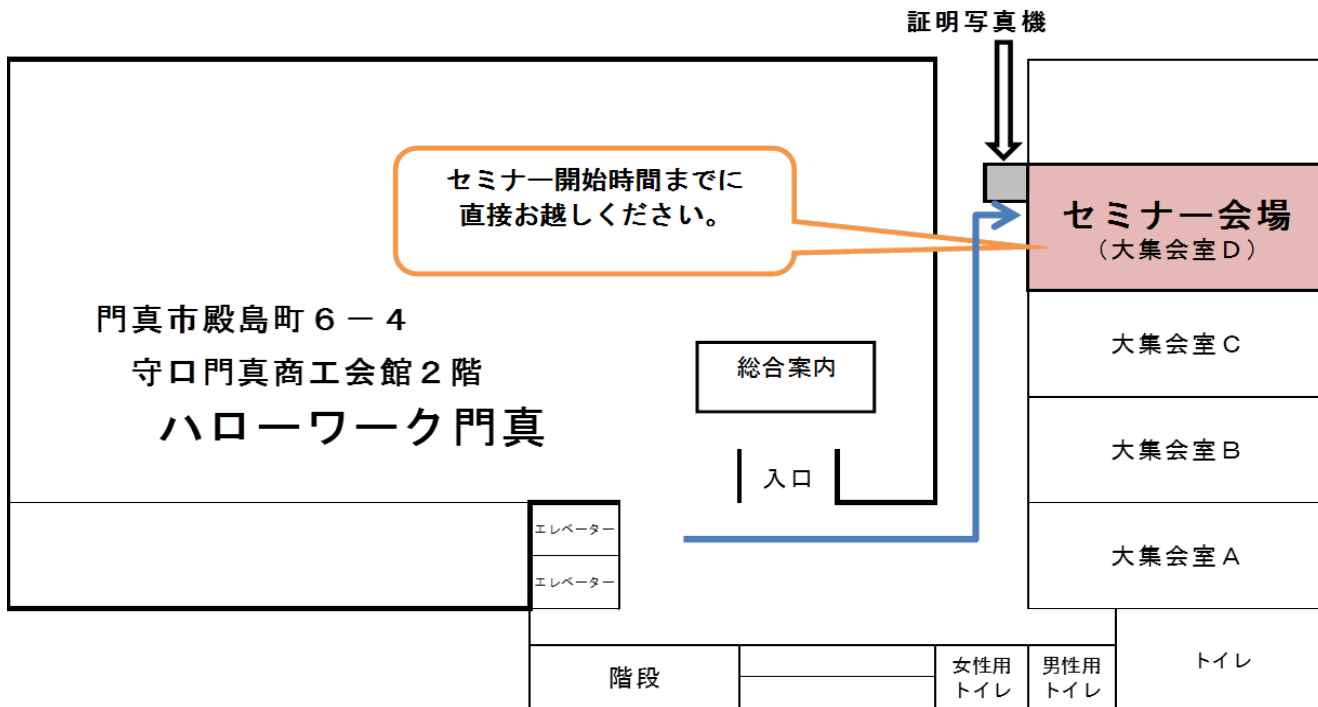 証明写真機
セミナー開始時間までに
直接お越しください。
セミナー会場
（大集会室Ｄ）
門真市殿島町６－４
守口門真商工会館２階
ハローワーク門真
総合案内
大集会室Ｃ
入口
大集会室Ｂ
エレベーター
エレベーター
大集会室Ａ
階段
女性用
トイレ
男性用
トイレ
トイレ